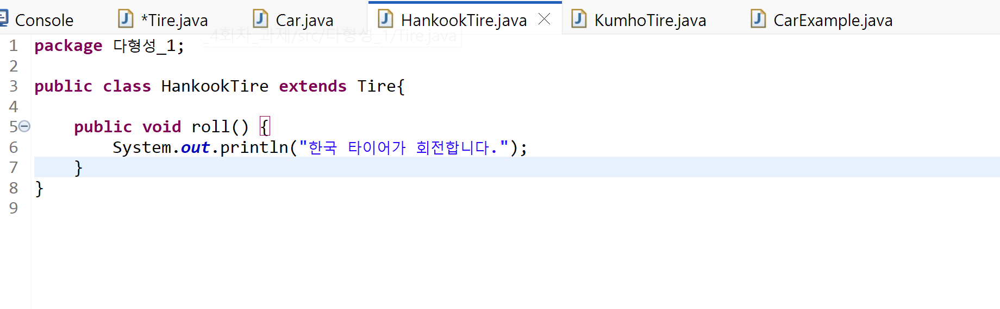 Console *Tire.java Car.java HankookTire.java KumhoTire.java CarExample.java
_4회차_과제/src/다형성_1/Tire.java
1 package 다형성_1;
2
3 public class HankookTire extends Tire{
4
5 public void roll() {
6 System.out.println("한국 타이어가 회전합니다.");
7 }
8 }
9